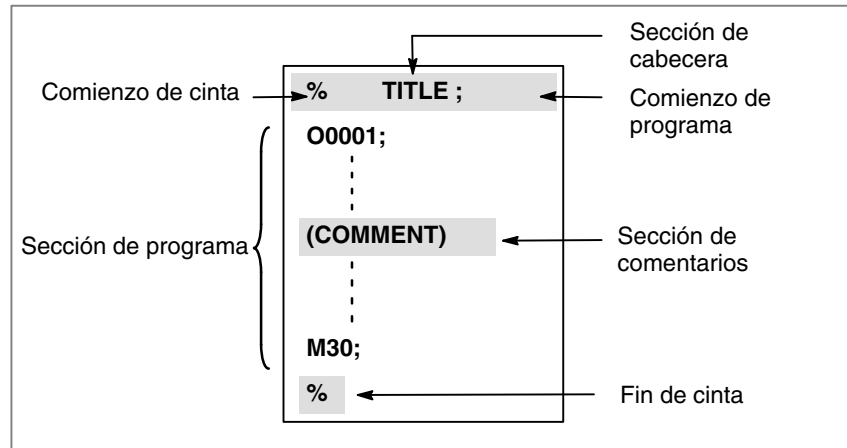 Sección de
cabecera
Comienzo de cinta
% TITLE ;
Comienzo de
programa
O0001;
Sección de programa
(COMMENT)
Sección de
comentarios
M30;
%
Fin de cinta